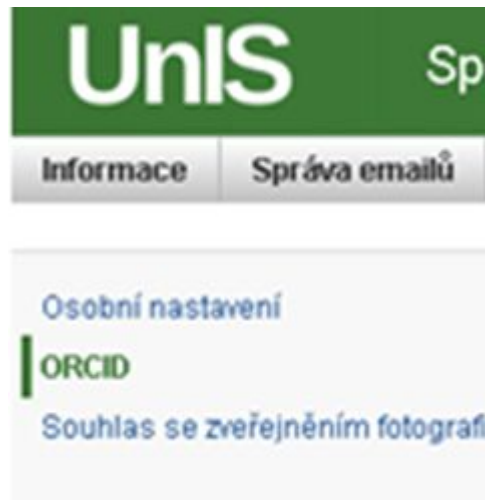 UnIS Sp
Informace Správa emailů
Osobní nastavení
ORCID
Souhlas se zveřejněním fotografi